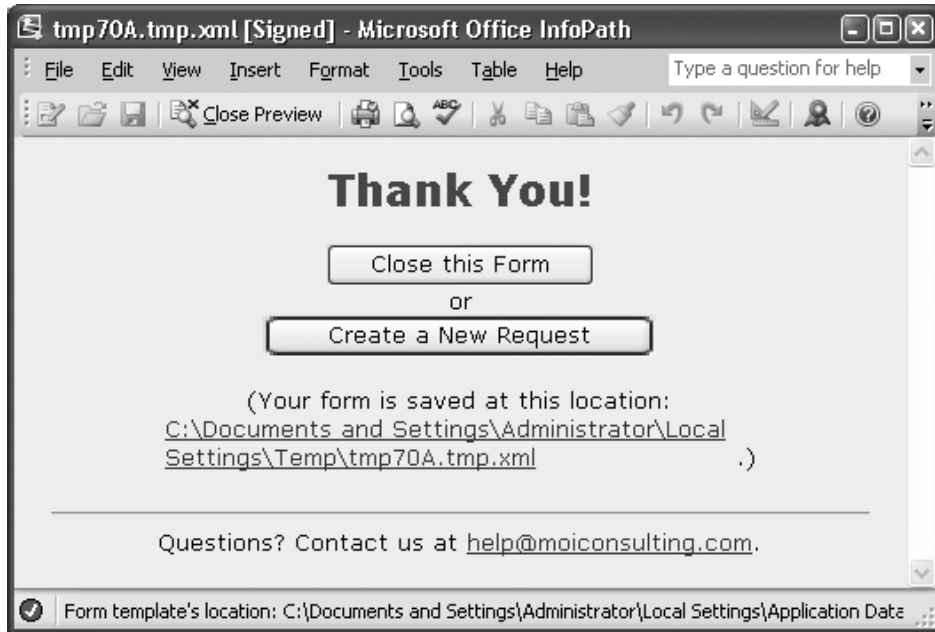 tmp70A.tmp.xml [Signed] - Microsoft Office InfoPath
File Edit View Insert Format Tools Table Help Type a question for help
Close Preview ABC
Thank You!
Close this Form
or
Create a New Request
(Your form is saved at this location:
C:\Documents and Settings\Administrator\Local
Settings\Temp\tmp70A.tmp.xml .)
Questions? Contact us at help@moiconsulting.com.
Form template's location: C:\Documents and Settings\Administrator\Local Settings\Application Data